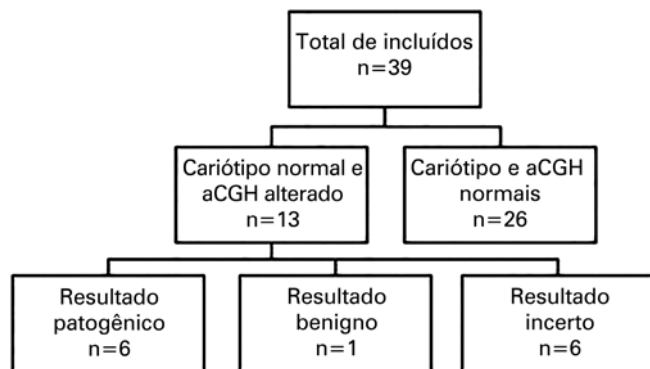 Total de incluídos
n=39
Cariótipo normal e
aCGH alterado
n=13
Cariótipo e aCGH
normais
n=26
Resultado
patogênico
n=6
Resultado
benigno
n=1
Resultado
incerto
n=6